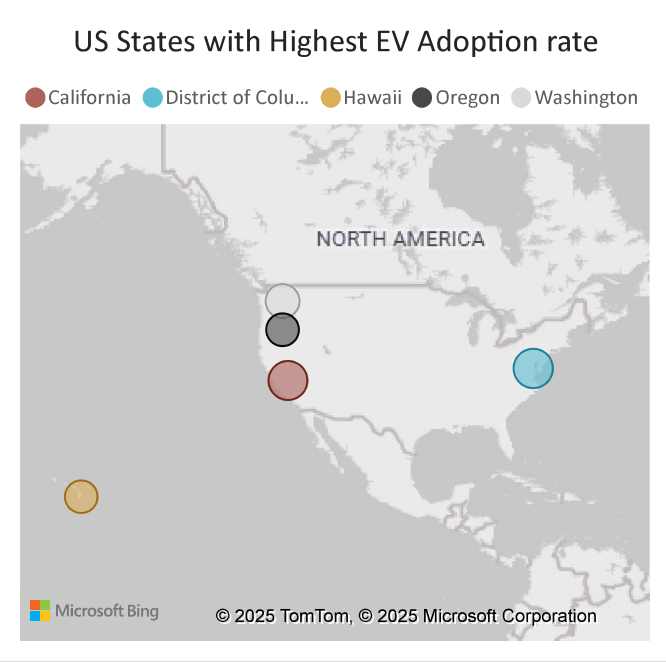 US States with Highest EV Adoption rate
California District of Colu... Hawaii Oregon Washington
NORTH AMERICA
Microsoft Bing
© 2025 TomTom, © 2025 Microsoft Corporation